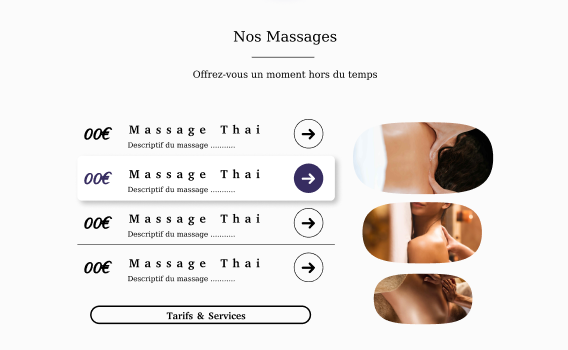 Nos Massages
Offrez-vous un moment hors du temps
00€ Massage Thai
Descriptif du massage ...........
00€ Massage Thai
Descriptif du massage ...........
00€ Massage Thai
Descriptif du massage ...........
00€ Massage Thai
Descriptif du massage ...........
Tarifs & Services